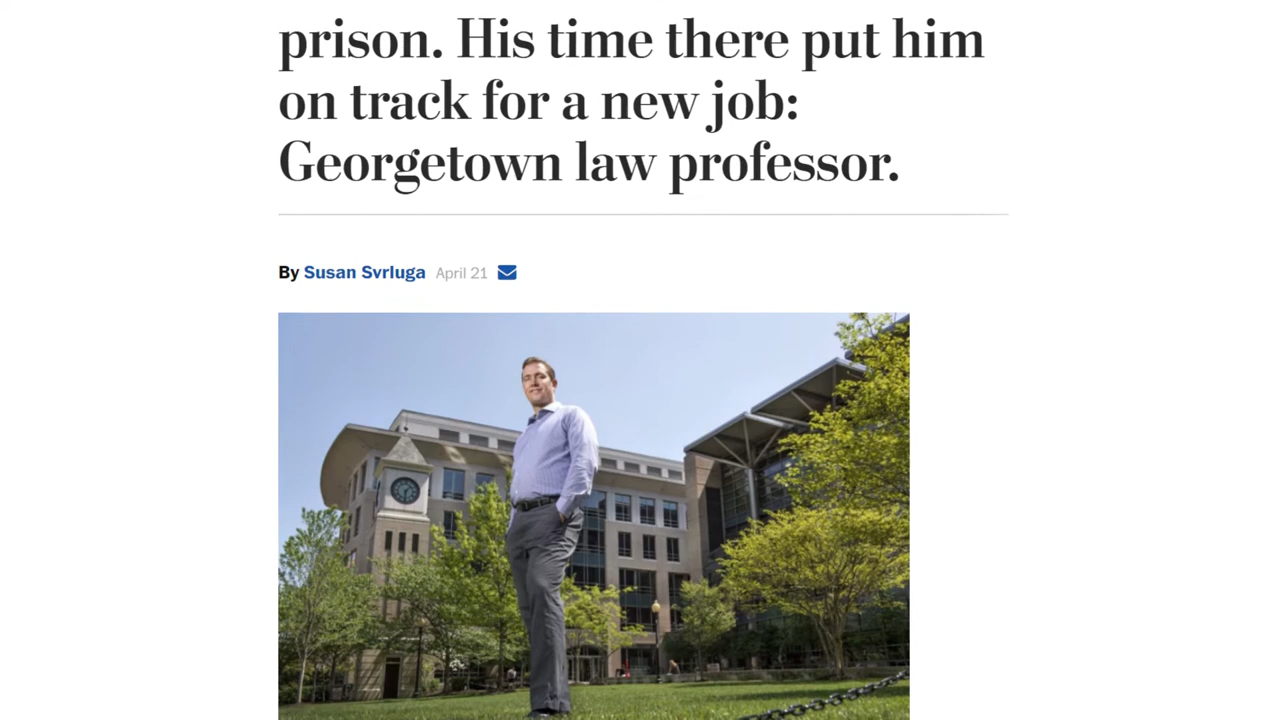 prison. His time there put him
on track for a new job:
Georgetown law professor.
By Susan Svrluga April 21